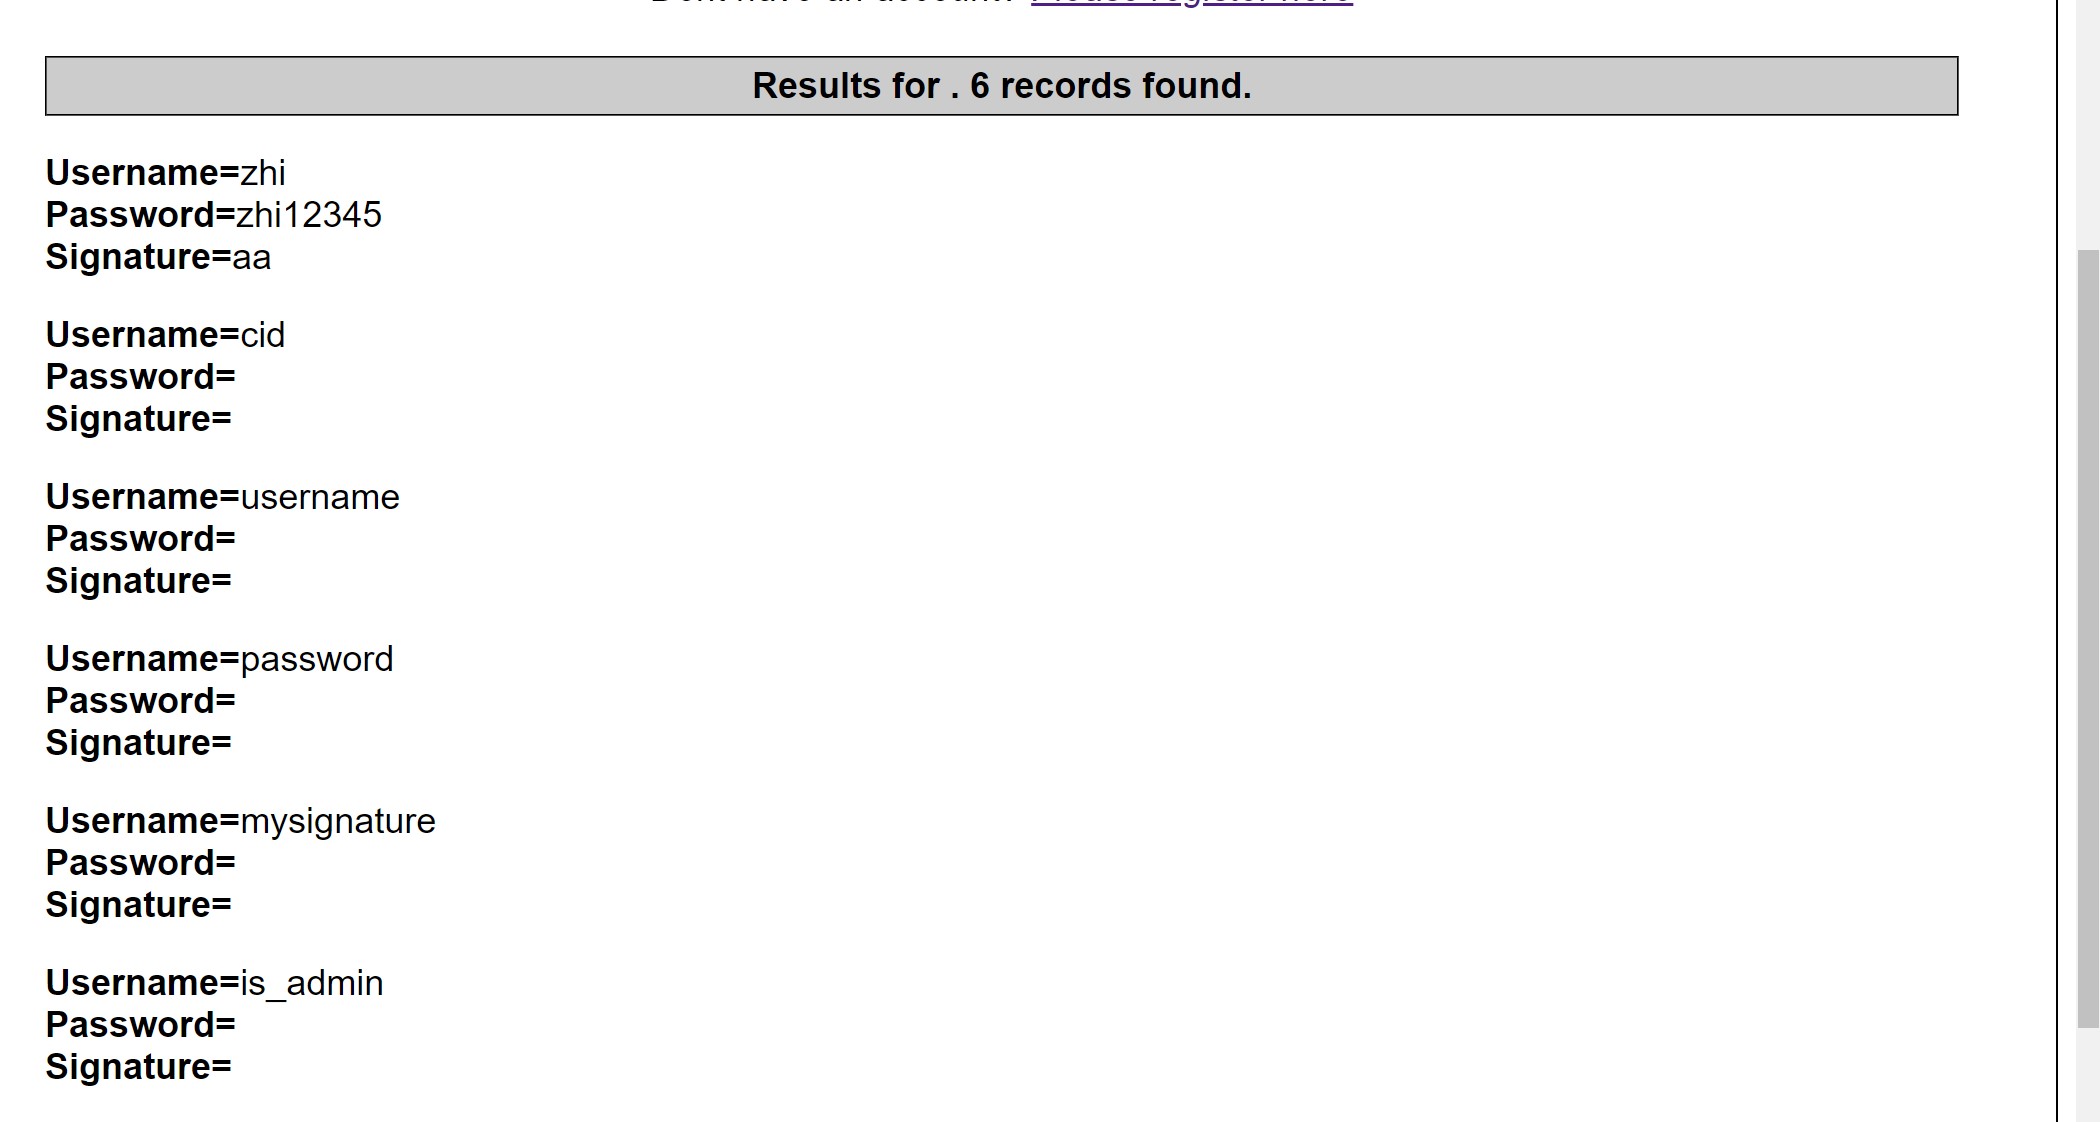 Results for . 6 records found.
Username=zhi
Password=zhi12345
Signature=aa
Username=cid
Password=
Signature=
Username=username
Password=
Signature=
Username=password
Password=
Signature=
Username=mysignature
Password=
Signature=
Username=is_admin
Password=
Signature=